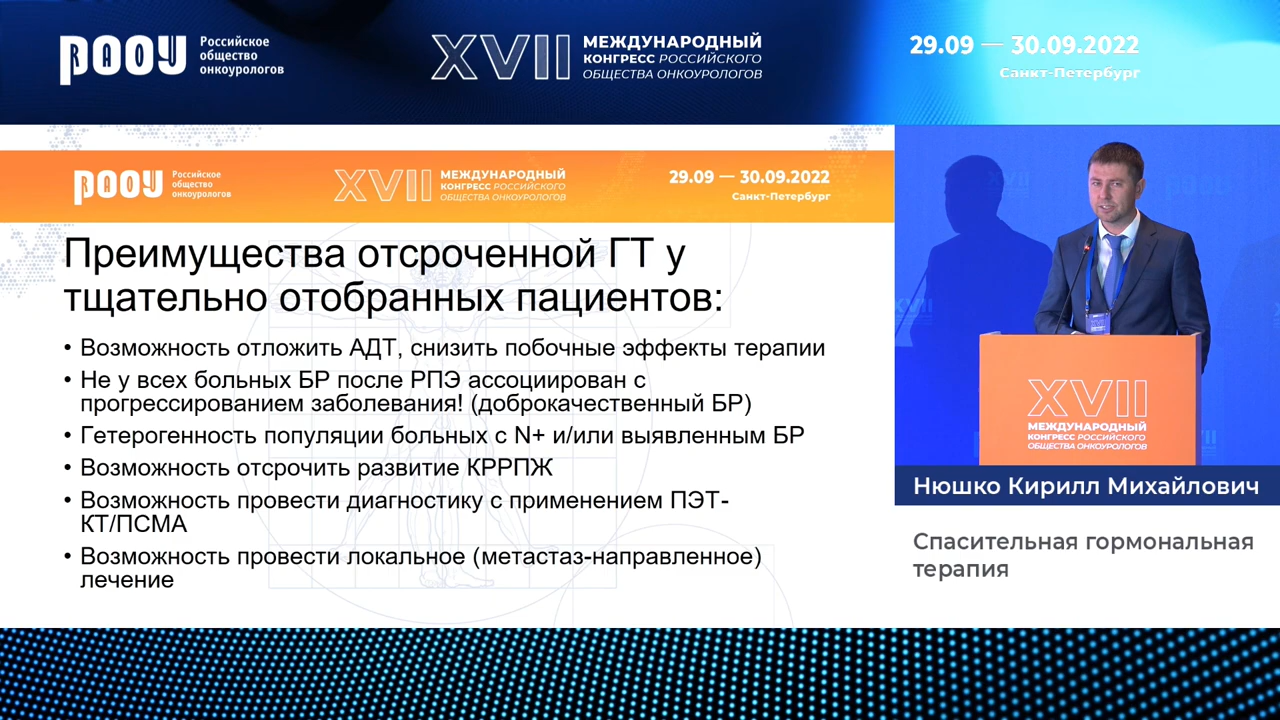 РООУ
Российское
общество
онкоурологов
XVII
МЕЖДУНАРОДНЫЙ
КОНГРЕСС РОССИЙСКОГО
ОБЩЕСТВА ОНКОУРОЛОГОВ
29.09 — 30.09.2022
Санкт-Петербург
РООУ
Российское
общество
онкоурологов
XVII
МЕЖДУНАРОДНЫЙ
КОНГРЕСС РОССИЙСКОГО
ОБЩЕСТВА ОНКОУРОЛОГОВ
29.09 — 30.09.2022
Санкт-Петербург
Преимущества отсроченной ГТ у
тщательно отобранных пациентов:
• Возможность отложить АДТ, снизить побочные эффекты терапии
• Не у всех больных БР после РПЭ ассоциирован с
прогрессированием заболевания! (доброкачественный БР)
• Гетерогенность популяции больных с N+ и/или выявленным БР
• Возможность отсрочить развитие КРРПЖ
• Возможность провести диагностику с применением ПЭТ-
КТ/ПСМА
• Возможность провести локальное (метастаз-направленное)
лечение
XVII
МЕЖДУНАРОДНЫЙ
КОНГРЕСС РОССИЙСКОГО
ОБЩЕСТВА ОНКОУРОЛОГОВ
Нюшко Кирилл Михайлович
Спасительная гормональная
терапия